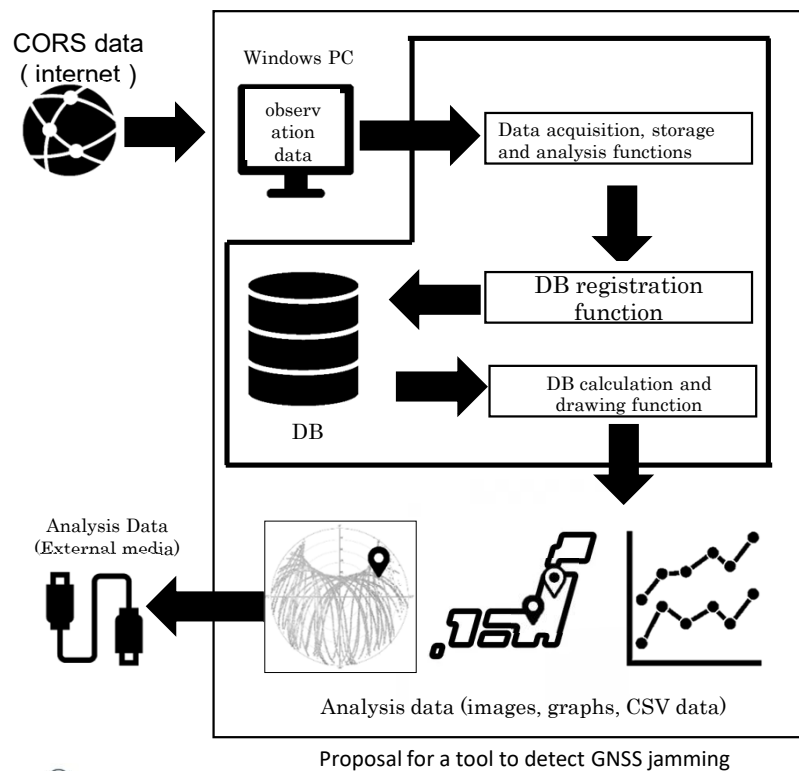 CORS data
( internet )
Windows PC
observ
ation
data
Data acquisition, storage
and analysis functions
DB registration
function
DB calculation and
drawing function
DB
Analysis Data
(External media)
Analysis data (images, graphs, CSV data)
Proposal for a tool to detect GNSS jamming